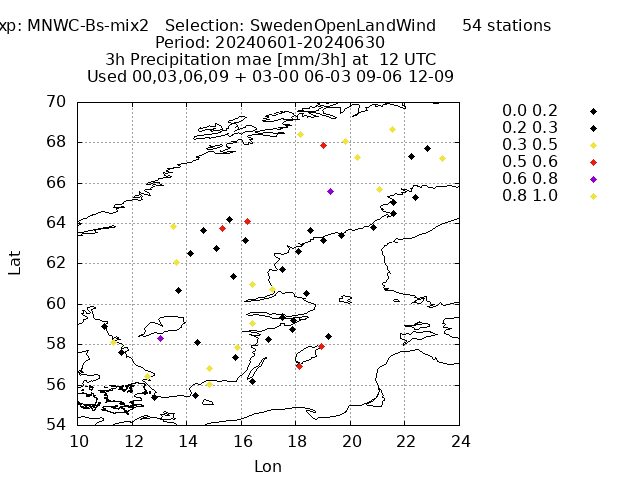 xp: MNWC-Bs-mix2   Selection: SwedenOpenLandWind     54 stations
Period: 20240601-20240630
3h Precipitation mae [mm/3h] at  12 UTC
Used 00,03,06,09 + 03-00 06-03 09-06 12-09
0.0 0.2
0.2 0.3
0.3 0.5
0.5 0.6
0.6 0.8
0.8 1.0
70
68
66
64
62
60
58
56
54
Lat
10 12 14 16 18 20 22 24
Lon